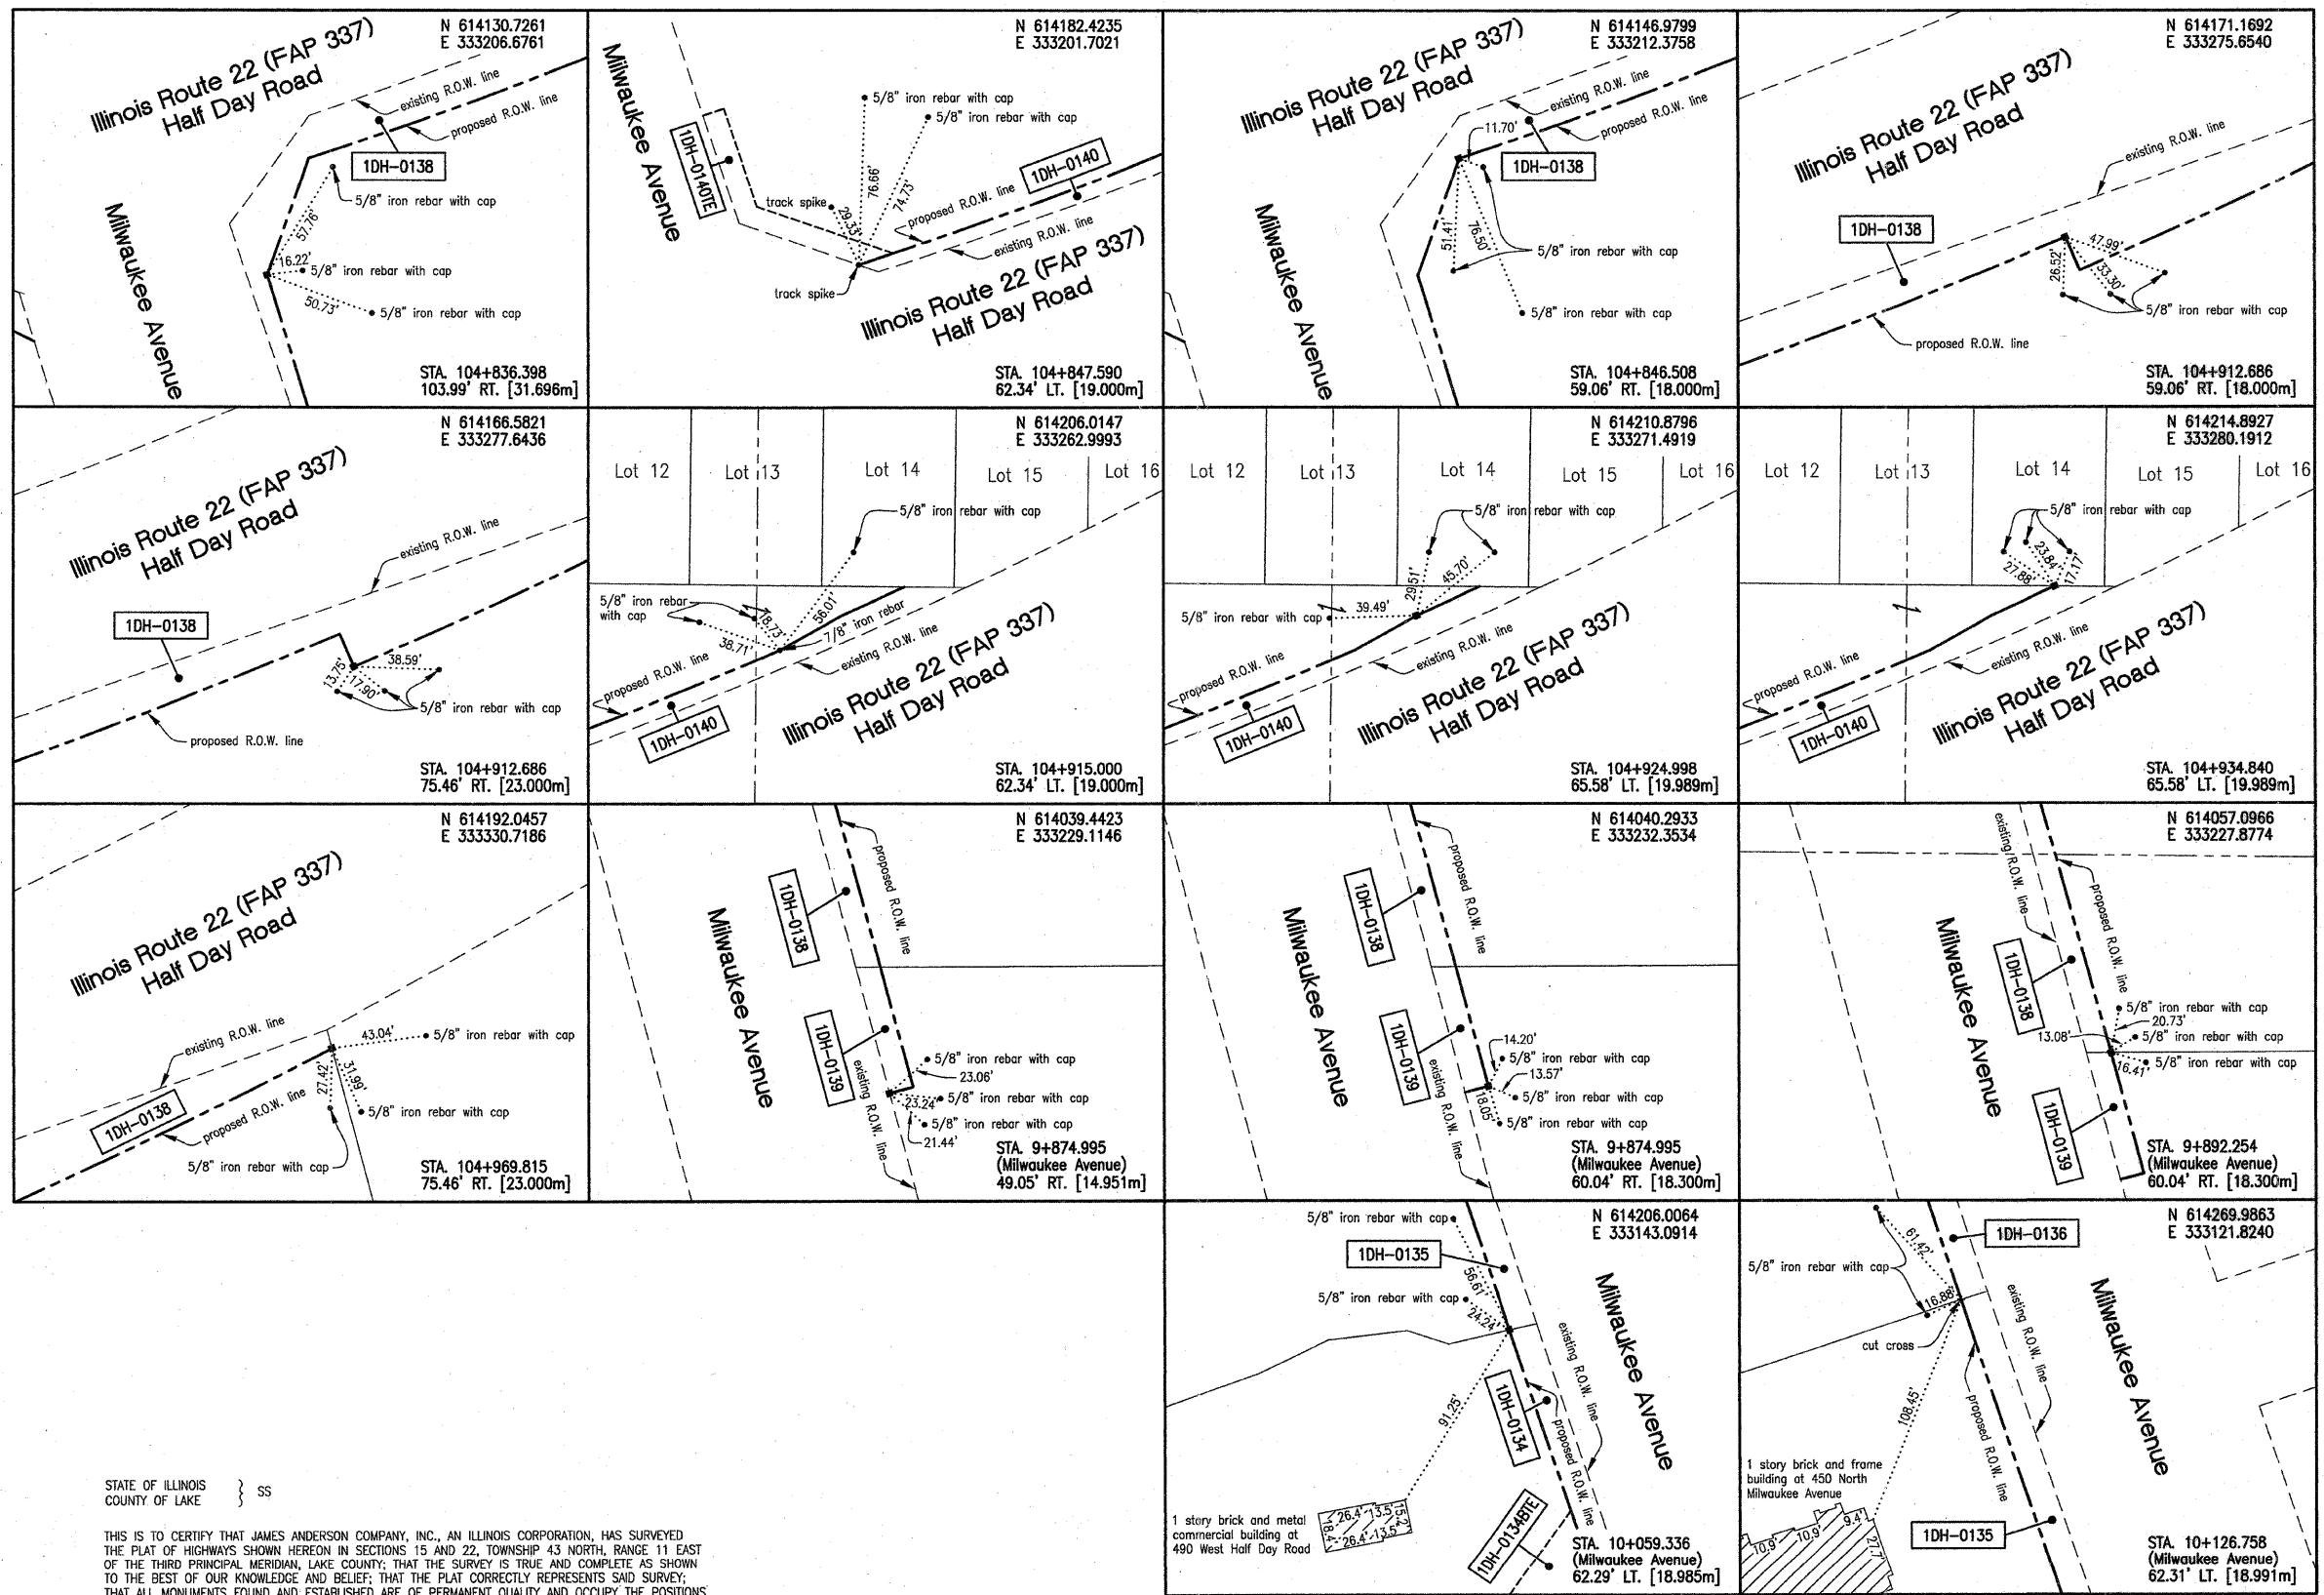 N 614130.7261
E 333206.6761
Illinois Route 22 (FAP 337)
Half Day Road
existing R.O.W. line
proposed R.O.W. line
1DH-0138
5/8" iron rebar with cap
57.76'
16.22'
5/8" iron rebar with cap
50.73'
5/8" iron rebar with cap
Milwaukee Avenue
STA. 104+836.398
103.99' RT. [31.696m]
N 614182.4235
E 333201.7021
Milwaukee Avenue
5/8" iron rebar with cap
5/8" iron rebar with cap
1DH-0140TE
1DH-0140
76.66'
74.73'
track spike
29.33'
proposed R.O.W. line
existing R.O.W. line
track spike
Illinois Route 22 (FAP 337)
Half Day Road
STA. 104+847.590
62.34' LT. [19.000m]
N 614146.9799
E 333212.3758
Illinois Route 22 (FAP 337)
Half Day Road
existing R.O.W. line
proposed R.O.W. line
11.70'
1DH-0138
51.41'
76.50'
5/8" iron rebar with cap
5/8" iron rebar with cap
Milwaukee Avenue
STA. 104+846.508
59.06' RT. [18.000m]
N 614171.1692
E 333275.6540
Illinois Route 22 (FAP 337)
Half Day Road
existing R.O.W. line
1DH-0138
47.99'
26.52'
33.30'
5/8" iron rebar with cap
proposed R.O.W. line
STA. 104+912.686
59.06' RT. [18.000m]
N 614166.5821
E 333277.6436
Illinois Route 22 (FAP 337)
Half Day Road
existing R.O.W. line
1DH-0138
38.59'
13.75'
17.90'
5/8" iron rebar with cap
proposed R.O.W. line
STA. 104+912.686
75.46' RT. [23.000m]
N 614206.0147
E 333262.9993
Lot 12 Lot 13 Lot 14 Lot 15 Lot 16
5/8" iron rebar with cap
5/8" iron rebar
with cap
18.73'
56.01'
7/8" iron rebar
38.71'
proposed R.O.W. line
existing R.O.W. line
1DH-0140
Illinois Route 22 (FAP 337)
Half Day Road
STA. 104+915.000
62.34' LT. [19.000m]
N 614210.8796
E 333271.4919
Lot 12 Lot 13 Lot 14 Lot 15 Lot 16
5/8" iron rebar with cap
29.51'
45.70'
5/8" iron rebar with cap
39.49'
proposed R.O.W. line
existing R.O.W. line
1DH-0140
Illinois Route 22 (FAP 337)
Half Day Road
STA. 104+924.998
65.58' LT. [19.989m]
N 614214.8927
E 333280.1912
Lot 12 Lot 13 Lot 14 Lot 15 Lot 16
5/8" iron rebar with cap
23.84'
27.88'
17.17'
proposed R.O.W. line
existing R.O.W. line
1DH-0140
Illinois Route 22 (FAP 337)
Half Day Road
STA. 104+934.840
65.58' LT. [19.989m]
N 614192.0457
E 333330.7186
Illinois Route 22 (FAP 337)
Half Day Road
existing R.O.W. line
43.04'
5/8" iron rebar with cap
27.42'
31.99'
5/8" iron rebar with cap
1DH-0138
proposed R.O.W. line
5/8" iron rebar with cap
STA. 104+969.815
75.46' RT. [23.000m]
N 614039.4423
E 333229.1146
proposed R.O.W. line
1DH-0138
Milwaukee Avenue
1DH-0139
existing R.O.W. line
5/8" iron rebar with cap
23.06'
5/8" iron rebar with cap
23.24'
5/8" iron rebar with cap
21.44'
STA. 9+874.995
(Milwaukee Avenue)
49.05' RT. [14.951m]
N 614040.2933
E 333232.3534
proposed R.O.W. line
1DH-0138
Milwaukee Avenue
1DH-0139
existing R.O.W. line
14.20'
5/8" iron rebar with cap
13.57'
5/8" iron rebar with cap
18.05'
5/8" iron rebar with cap
STA. 9+874.995
(Milwaukee Avenue)
60.04' RT. [18.300m]
N 614057.0966
E 333227.8774
existing R.O.W. line
proposed R.O.W. line
Milwaukee Avenue
1DH-0138
5/8" iron rebar with cap
20.73'
13.08'
5/8" iron rebar with cap
16.41'
5/8" iron rebar with cap
1DH-0139
STA. 9+892.254
(Milwaukee Avenue)
60.04' RT. [18.300m]
N 614206.0064
E 333143.0914
5/8" iron rebar with cap
1DH-0135
56.61'
5/8" iron rebar with cap
24.24'
Milwaukee Avenue
existing R.O.W. line
91.25'
1DH-0134
proposed R.O.W. line
1DH-0134BTE
1 story brick and metal
commercial building at
490 West Half Day Road
26.4' 13.5' 15.2'
18.4' 26.4' 13.5'
STA. 10+059.336
(Milwaukee Avenue)
62.29' LT. [18.985m]
N 614269.9863
E 333121.8240
1DH-0136
61.42'
5/8" iron rebar with cap
16.88'
cut cross
existing R.O.W. line
Milwaukee Avenue
108.45'
proposed R.O.W. line
1 story brick and frame
building at 450 North
Milwaukee Avenue
10.9' 10.9' 9.4' 27.7'
1DH-0135
STA. 10+126.758
(Milwaukee Avenue)
62.31' LT. [18.991m]
STATE OF ILLINOIS
COUNTY OF LAKE } SS
THIS IS TO CERTIFY THAT JAMES ANDERSON COMPANY, INC., AN ILLINOIS CORPORATION, HAS SURVEYED
THE PLAT OF HIGHWAYS SHOWN HEREON IN SECTIONS 15 AND 22, TOWNSHIP 43 NORTH, RANGE 11 EAST
OF THE THIRD PRINCIPAL MERIDIAN, LAKE COUNTY; THAT THE SURVEY IS TRUE AND COMPLETE AS SHOWN
TO THE BEST OF OUR KNOWLEDGE AND BELIEF; THAT THE PLAT CORRECTLY REPRESENTS SAID SURVEY;
THAT ALL MONUMENTS FOUND AND ESTABLISHED ARE OF PERMANENT QUALITY AND OCCUPY THE POSITIONS